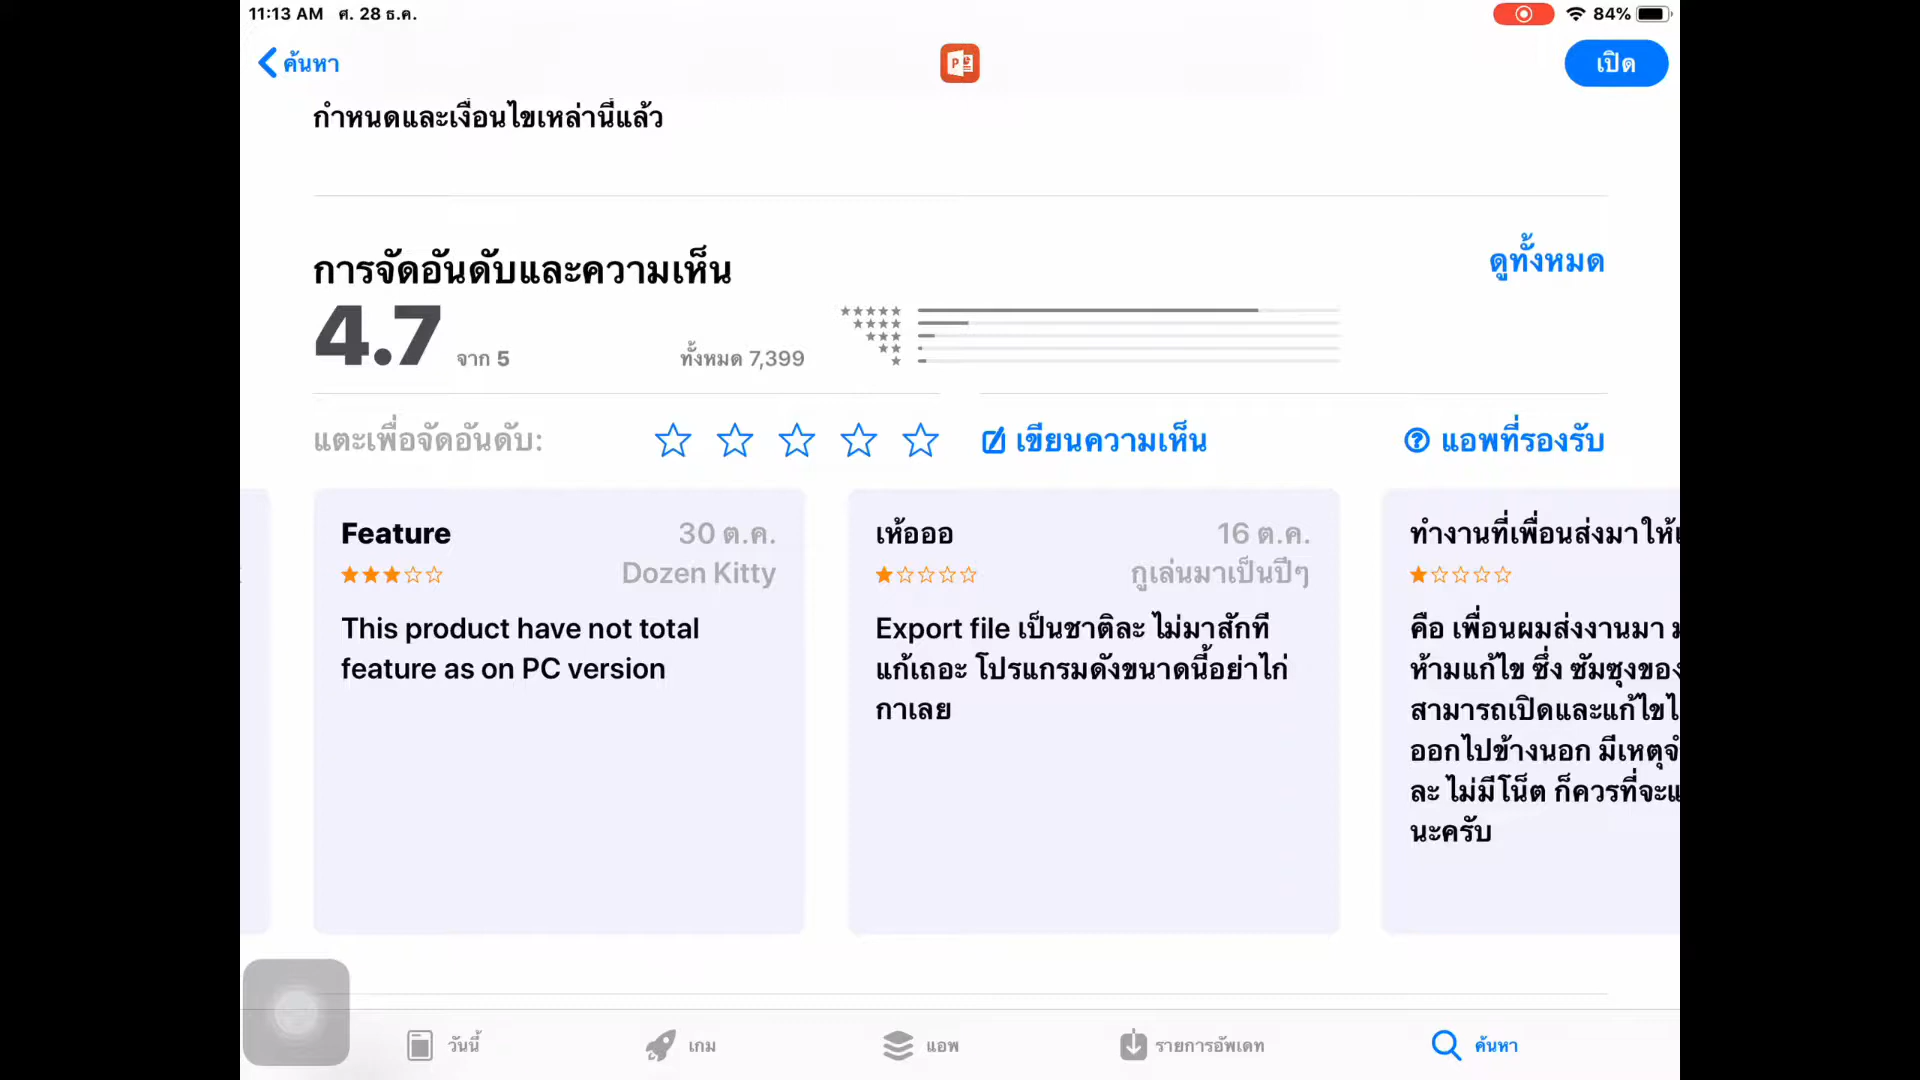 11:13 AM ศ. 28 ธ.ค. 84%
ค้นหา เปิด
กำหนดและเงื่อนไขเหล่านี้แล้ว
การจัดอันดับและความเห็น ดูทั้งหมด
4.7 จาก 5 ทั้งหมด 7,399
แตะเพื่อจัดอันดับ: เขียนความเห็น แอพที่รองรับ
Feature 30 ต.ค.
Dozen Kitty
This product have not total
feature as on PC version
เห้อออ 16 ต.ค.
กูเล่นมาเป็นปีๆ
Export file เป็นชาติละ ไม่มาสักที
แก้เถอะ โปรแกรมดังขนาดนี้อย่าไก่
กาเลย
ทำงานที่เพื่อนส่งมาให้
คือ เพื่อนผมส่งงานมา
ห้ามแก้ไข ซึ่ง ซัมซุงของ
สามารถเปิดและแก้ไข
ออกไปข้างนอก มีเหตุ
ละ ไม่มีโน็ต ก็ควรที่จะ
นะครับ
วันนี้ เกม แอพ รายการอัพเดท ค้นหา